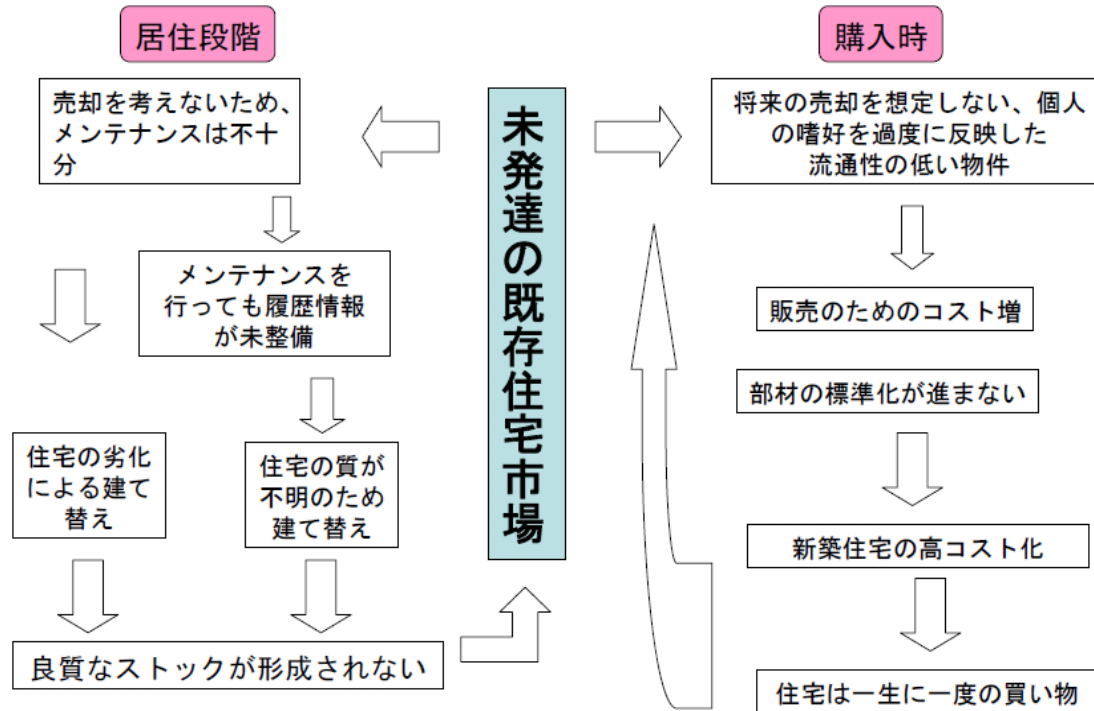 居住段階
売却を考えないため、
メンテナンスは不十
分
メンテナンスを
行っても履歴情報
が未整備
住宅の劣化
による建て
替え
住宅の質が
不明のため
建て替え
良質なストックが形成されない
未発達の既存住宅市場
購入時
将来の売却を想定しない、個人
の嗜好を過度に反映した
流通性の低い物件
販売のためのコスト増
部材の標準化が進まない
新築住宅の高コスト化
住宅は一生に一度の買い物